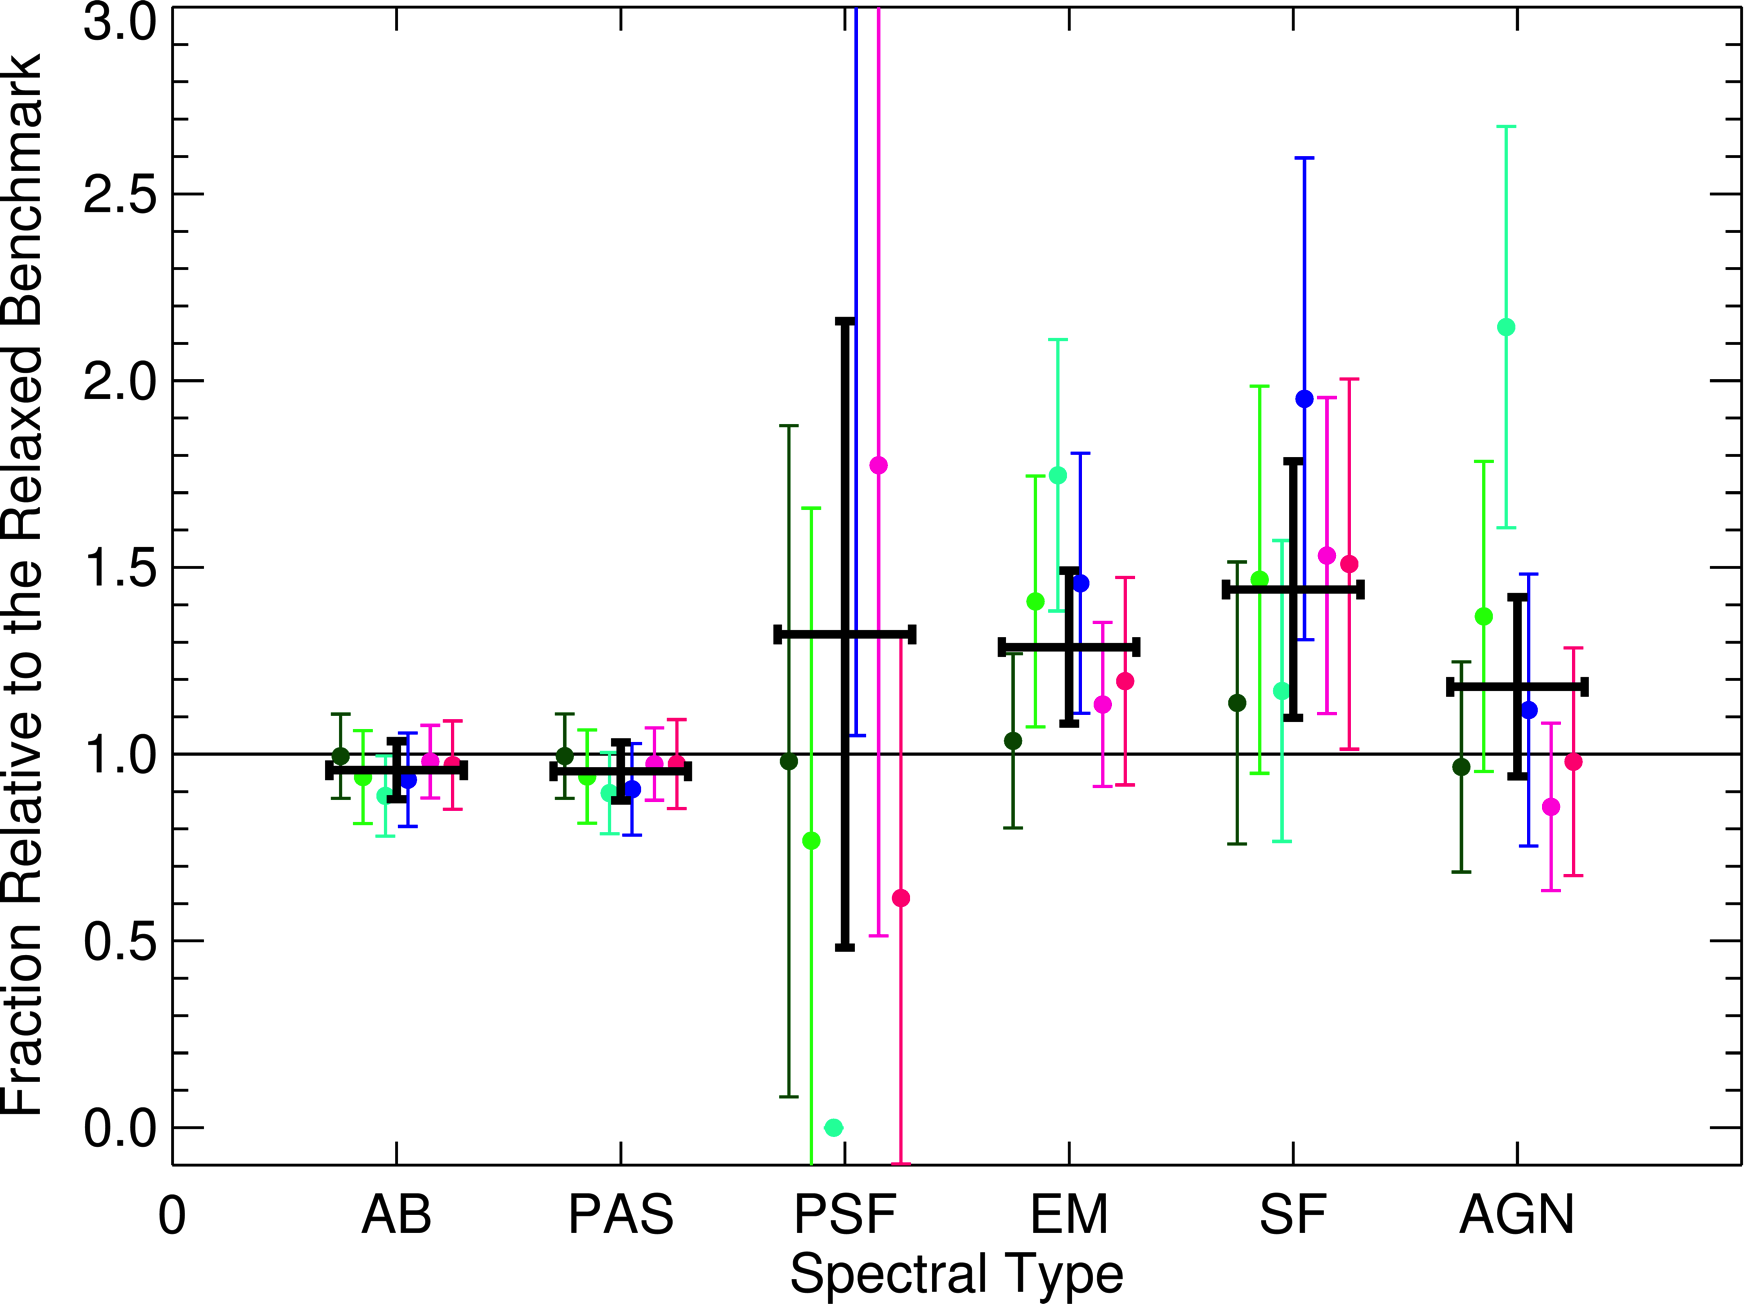 Fraction Relative to the Relaxed Benchmark
3.0
2.5
2.0
1.5
1.0
0.5
0.0
0 AB PAS PSF EM SF AGN
Spectral Type